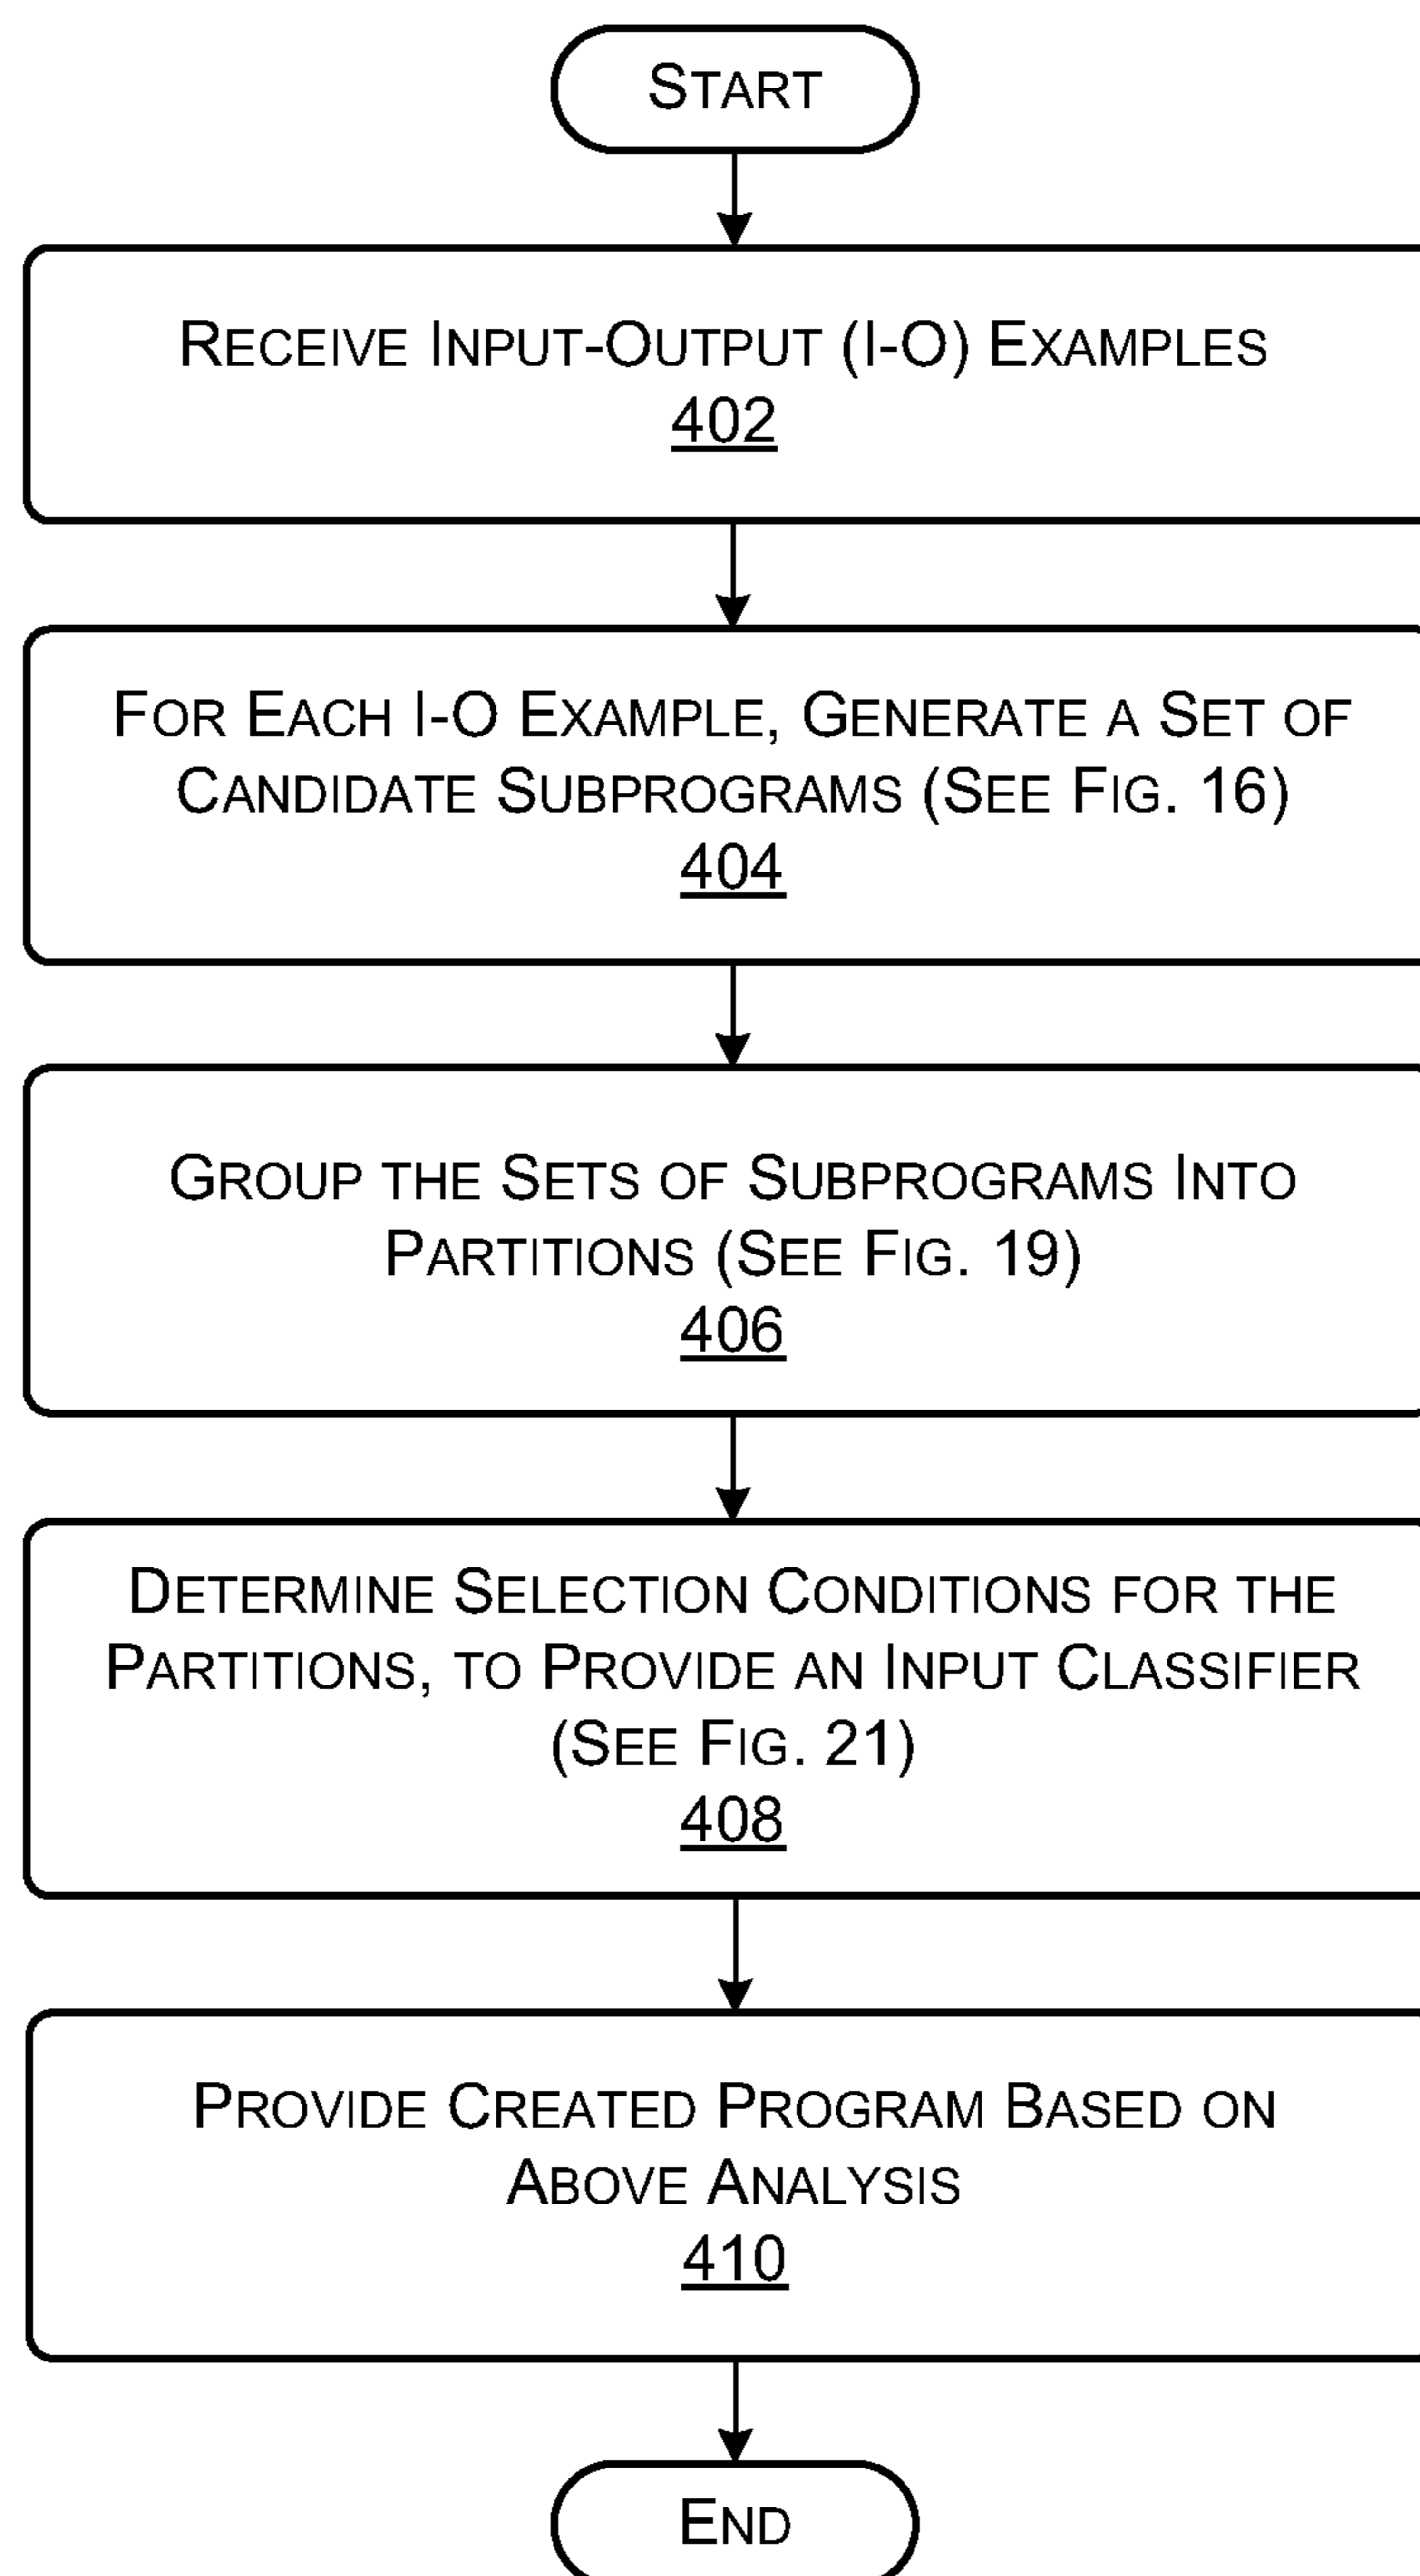 START
RECEIVE INPUT-OUTPUT (I-O) EXAMPLES
402
FOR EACH I-O EXAMPLE, GENERATE A SET OF
CANDIDATE SUBPROGRAMS (SEE FIG. 16)
404
GROUP THE SETS OF SUBPROGRAMS INTO
PARTITIONS (SEE FIG. 19)
406
DETERMINE SELECTION CONDITIONS FOR THE
PARTITIONS, TO PROVIDE AN INPUT CLASSIFIER
(SEE FIG. 21)
408
PROVIDE CREATED PROGRAM BASED ON
ABOVE ANALYSIS
410
END